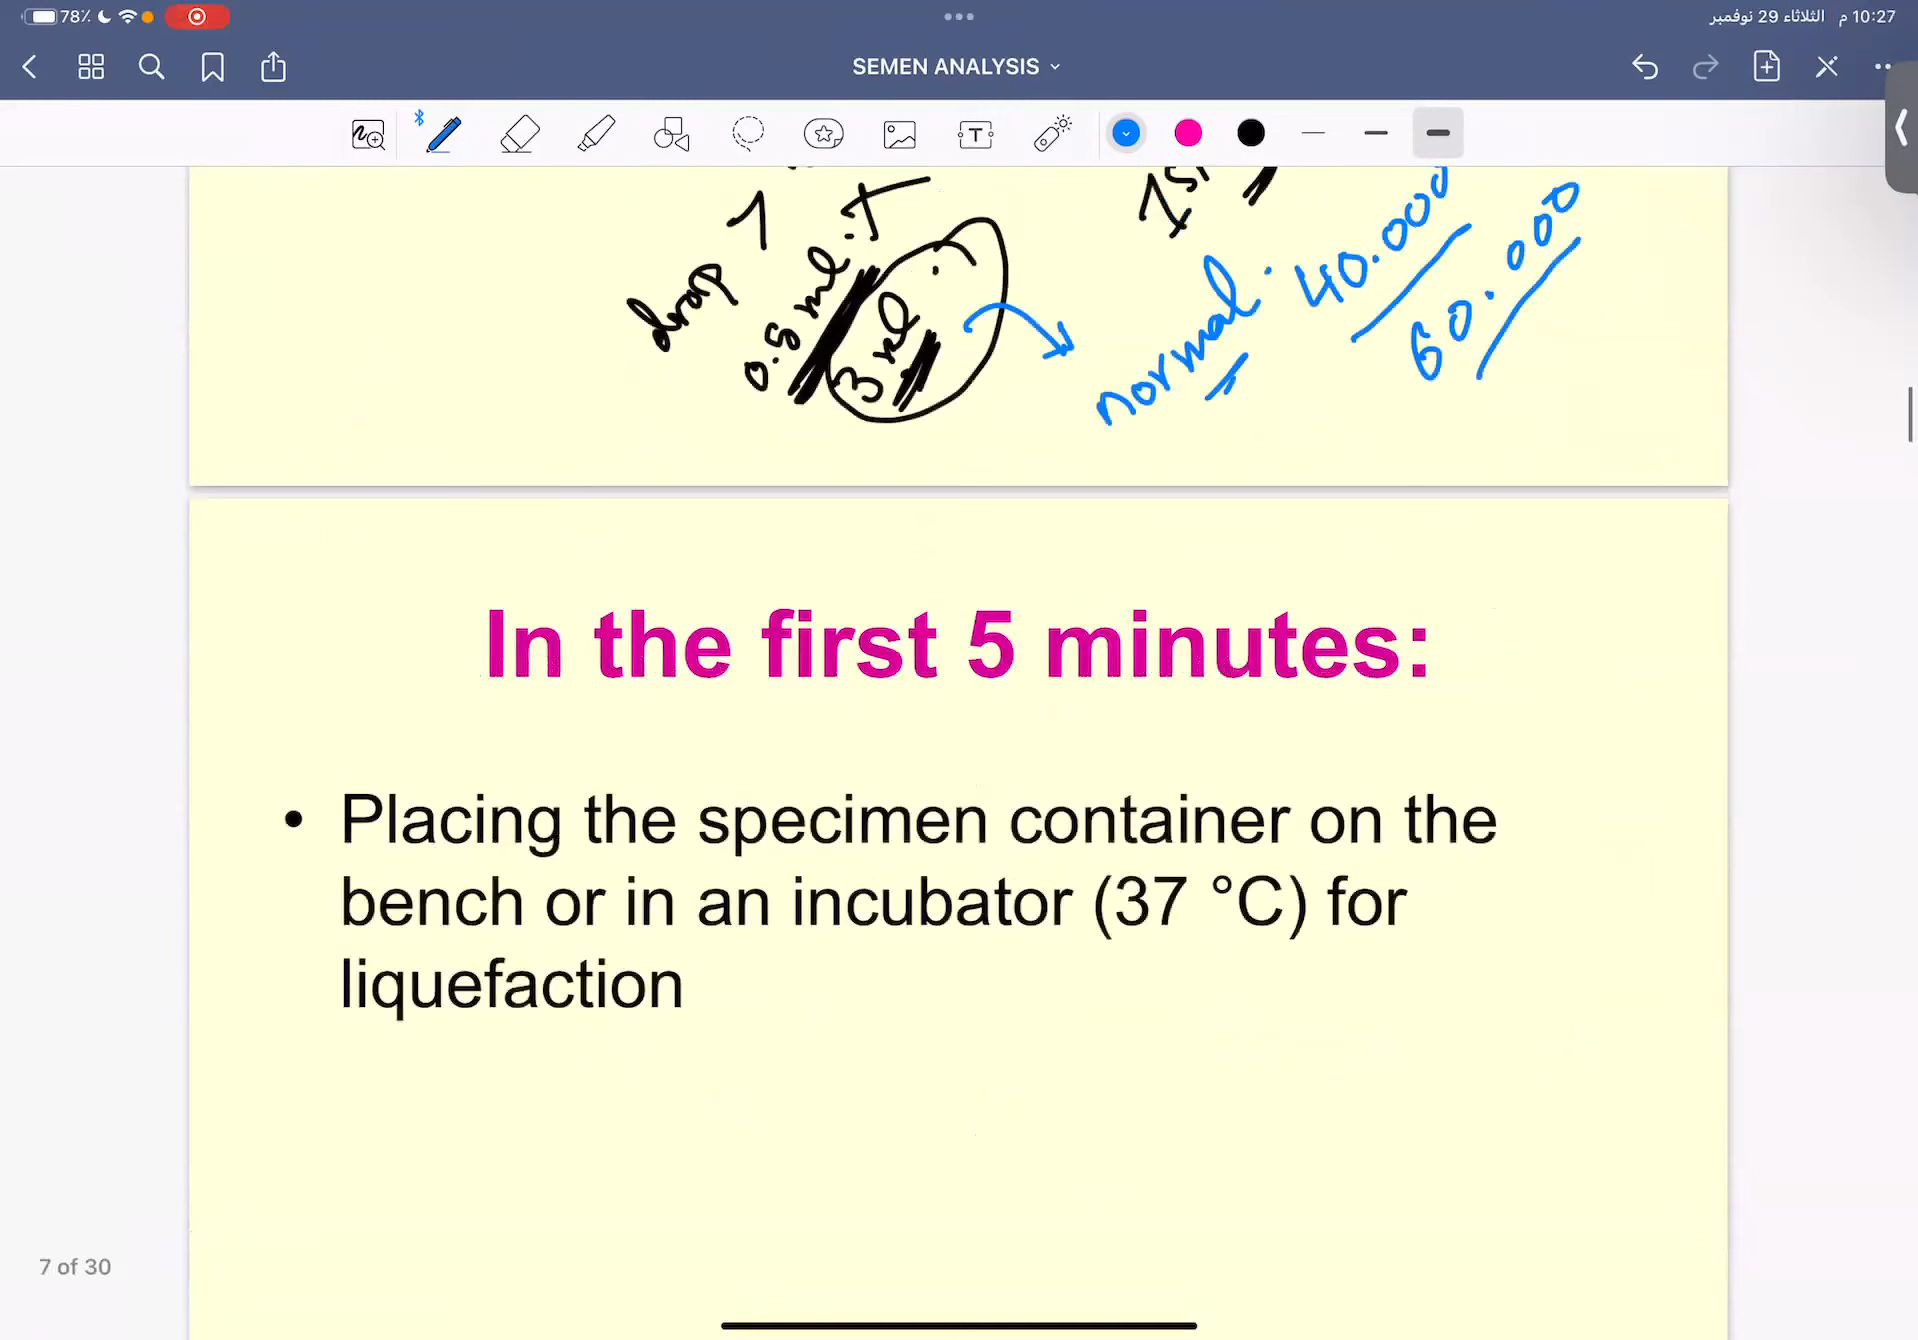 78٪
10:27 م الثلاثاء 29 نوفمبر
SEMEN ANALYSIS
T
drop 1
0.5 ml
3 ml
1st
normal: 40.000
60.000
In the first 5 minutes:
• Placing the specimen container on the
bench or in an incubator (37 °C) for
liquefaction
7 of 30